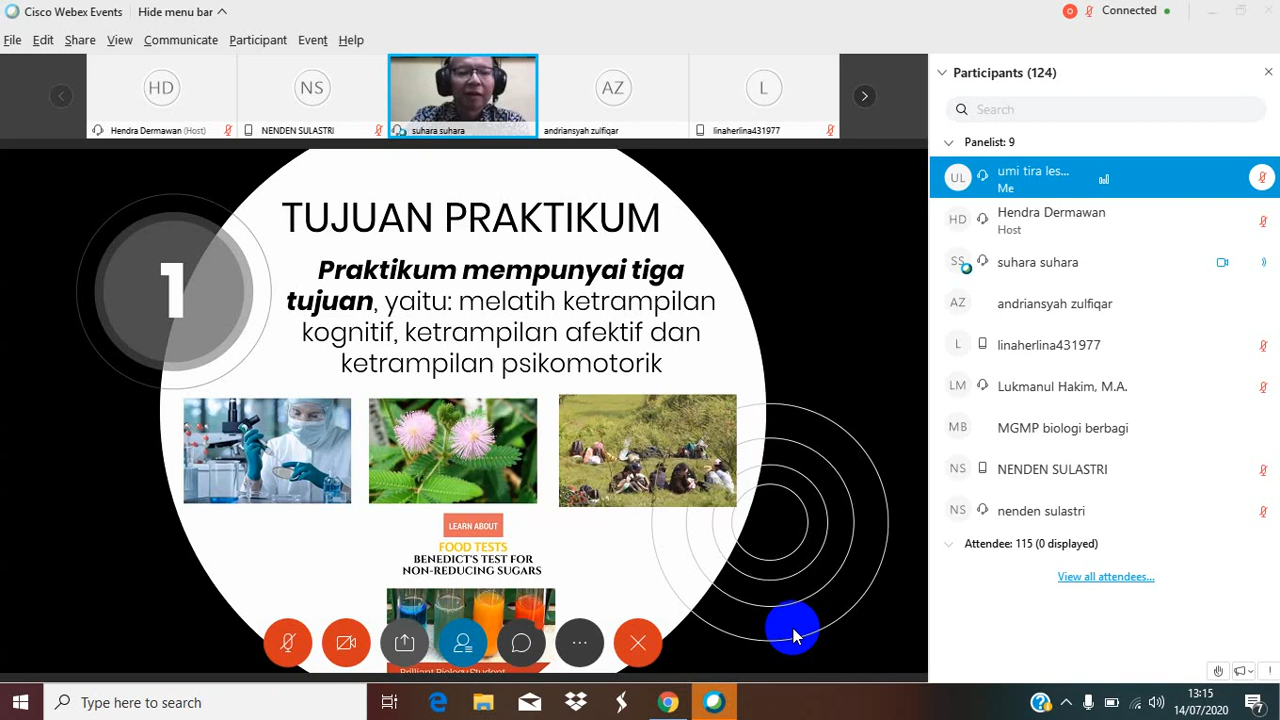 Cisco Webex Events
Hide menu bar
Connected
File Edit Share View Communicate Participant Event Help
HD
NS
AZ
L
Hendra Dermawan (Host)
NENDEN SULASTRI
suhara suhara
andriansyah zulfiqar
linaherlina431977
1
TUJUAN PRAKTIKUM
Praktikum mempunyai tiga
tujuan, yaitu: melatih ketrampilan
kognitif, ketrampilan afektif dan
ketrampilan psikomotorik
LEARN ABOUT
FOOD TESTS
BENEDICT'S TEST FOR
NON-REDUCING SUGARS
Brilliant Biology Student
Participants (124)
Search
Panelist: 9
UL
umi tira les...
Me
HD
Hendra Dermawan
Host
SS
suhara suhara
AZ
andriansyah zulfiqar
L
linaherlina431977
LM
Lukmanul Hakim, M.A.
MB
MGMP biologi berbagi
NS
NENDEN SULASTRI
NS
nenden sulastri
Attendee: 115 (0 displayed)
View all attendees...
Type here to search
13:15
14/07/2020
7